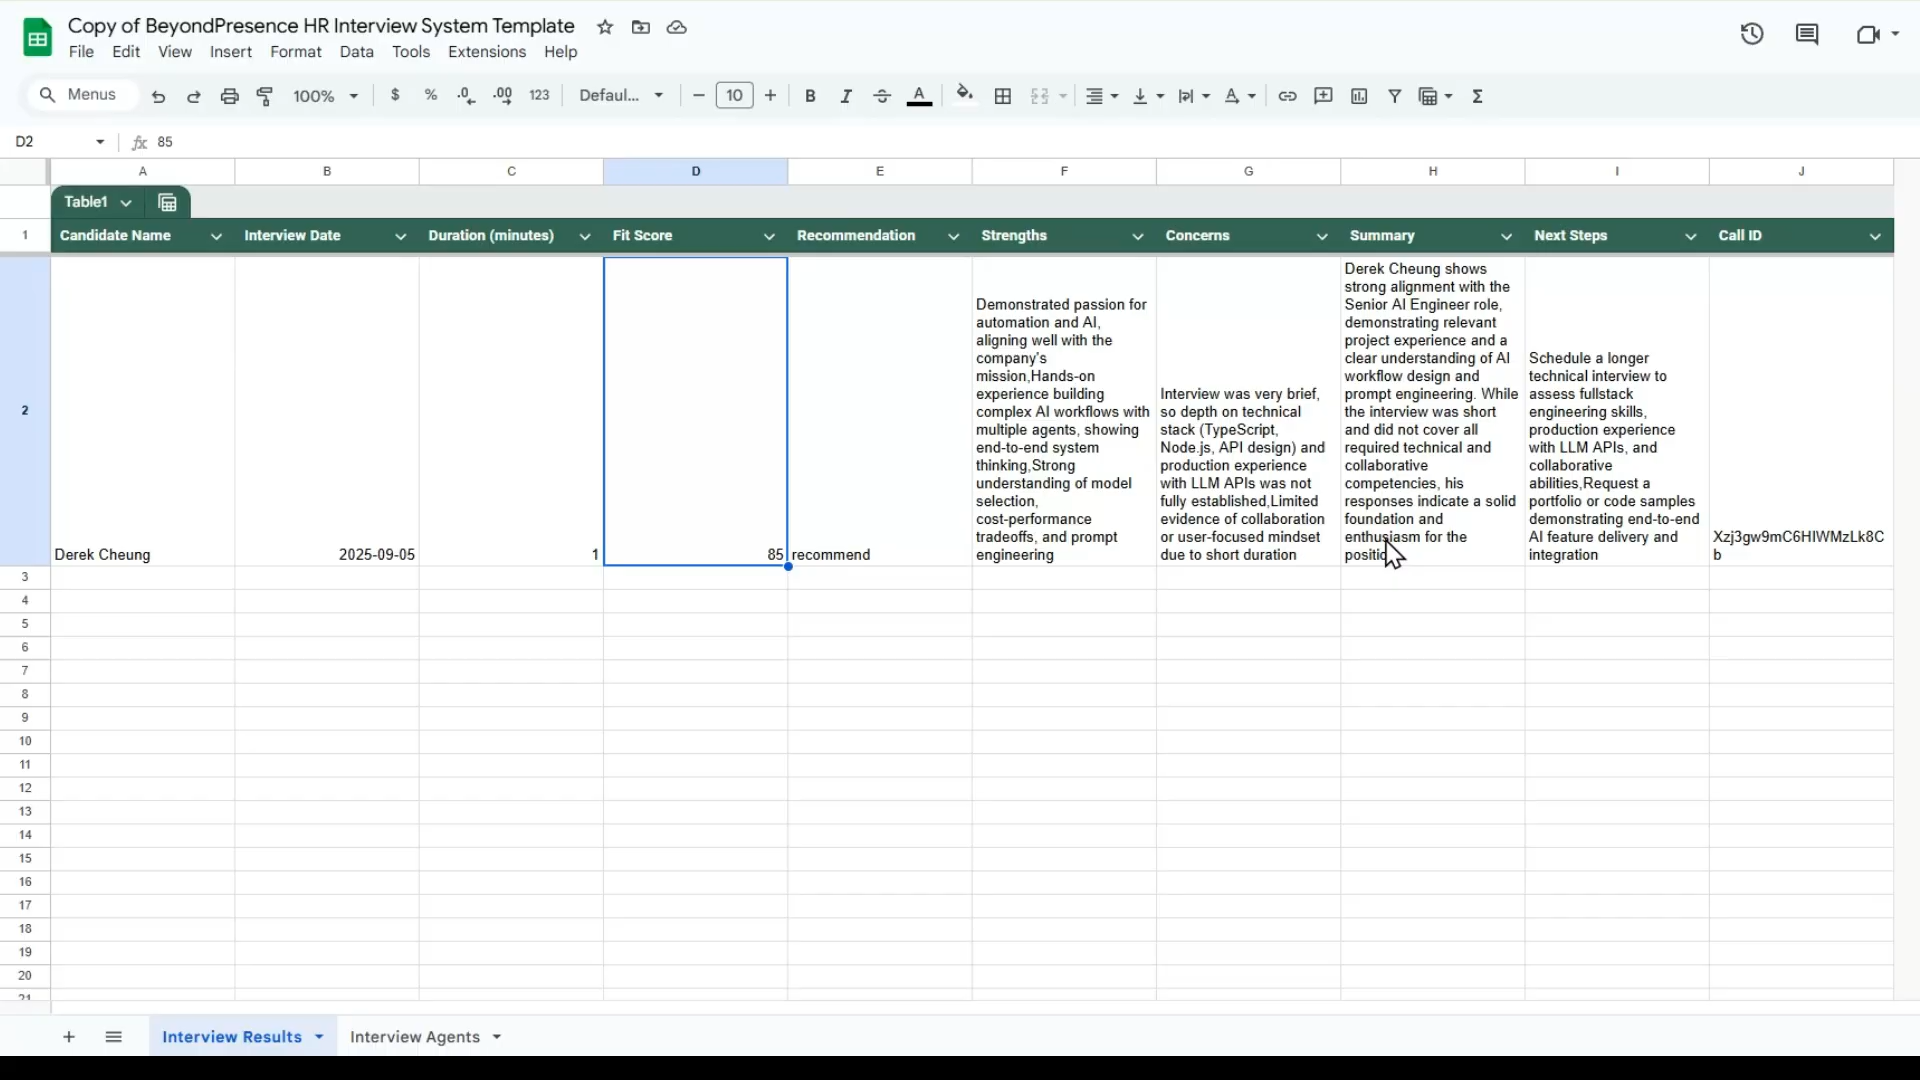 Copy of BeyondPresence HR Interview System Template
File Edit View Insert Format Data Tools Extensions Help
Menus 100% $ % .0 .00 123 Defaul... − 10 + B I A Σ
D2 fx 85
A B C D E F G H I J
Table1
1 Candidate Name Interview Date Duration (minutes) Fit Score Recommendation Strengths Concerns Summary Next Steps Call ID
2
Derek Cheung
2025-09-05
1
85
recommend
Demonstrated passion for
automation and AI,
aligning well with the
company's
mission,Hands-on
experience building
complex AI workflows with
multiple agents, showing
end-to-end system
thinking,Strong
understanding of model
selection,
cost-performance
tradeoffs, and prompt
engineering
Interview was very brief,
so depth on technical
stack (TypeScript,
Node.js, API design) and
production experience
with LLM APIs was not
fully established,Limited
evidence of collaboration
or user-focused mindset
due to short duration
Derek Cheung shows
strong alignment with the
Senior AI Engineer role,
demonstrating relevant
project experience and a
clear understanding of AI
workflow design and
prompt engineering. While
the interview was short
and did not cover all
required technical and
collaborative
competencies, his
responses indicate a solid
foundation and
enthusiasm for the
Schedule a longer
technical interview to
assess fullstack
engineering skills,
production experience
with LLM APIs, and
collaborative
abilities,Request a
portfolio or code samples
demonstrating end-to-end
AI feature delivery and
integration
Xzj3gw9mC6HIWMzLk8C
b
3
4
5
6
7
8
9
10
11
12
13
14
15
16
17
18
19
20
21
+ Interview Results Interview Agents